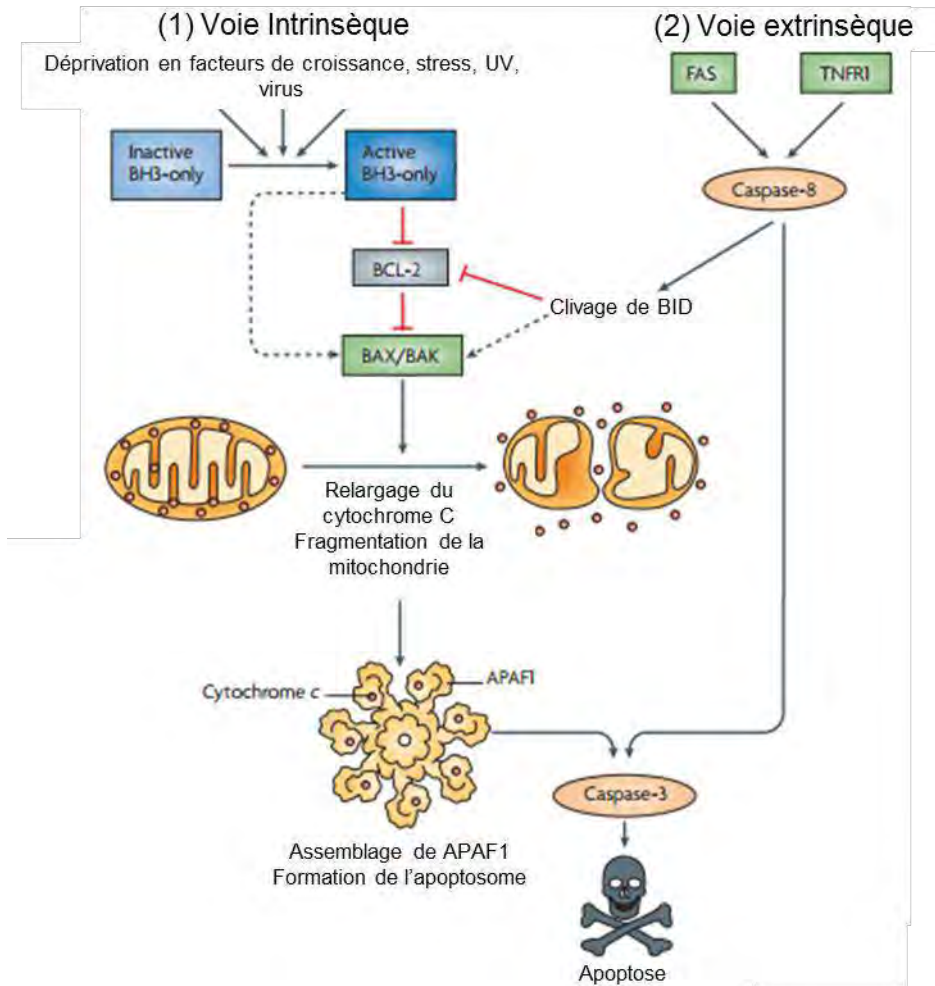 (1) Voie Intrinsèque
Déprivation en facteurs de croissance, stress, UV,
virus
(2) Voie extrinsèque
FAS
TNFR1
Inactive
BH3-only
Active
BH3-only
Caspase-8
BCL-2
Clivage de BID
BAX/BAK
Relargage du
cytochrome C
Fragmentation de la
mitochondrie
Cytochrome c
APAF1
Caspase-3
Assemblage de APAF1
Formation de l'apoptosome
Apoptose